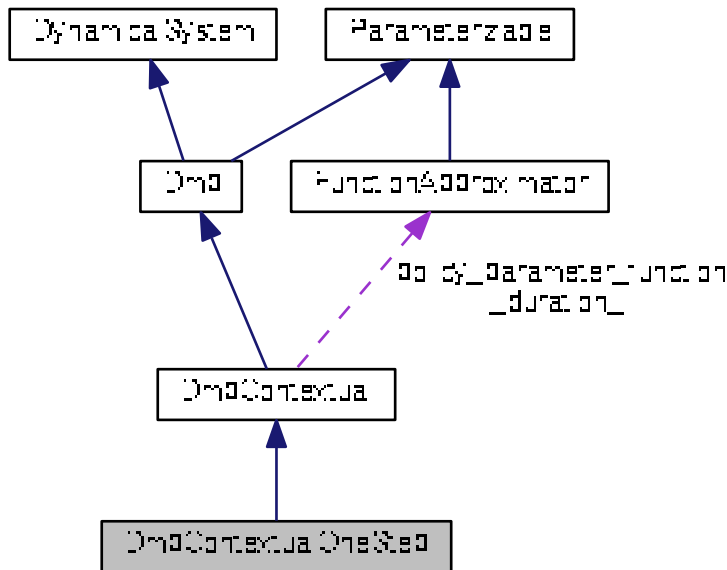 DynamicalSystem
Parameterizable
Dmp
FunctionApproximator
policy_parameter_function
_duration_
DmpContextual
DmpContextualOneStep